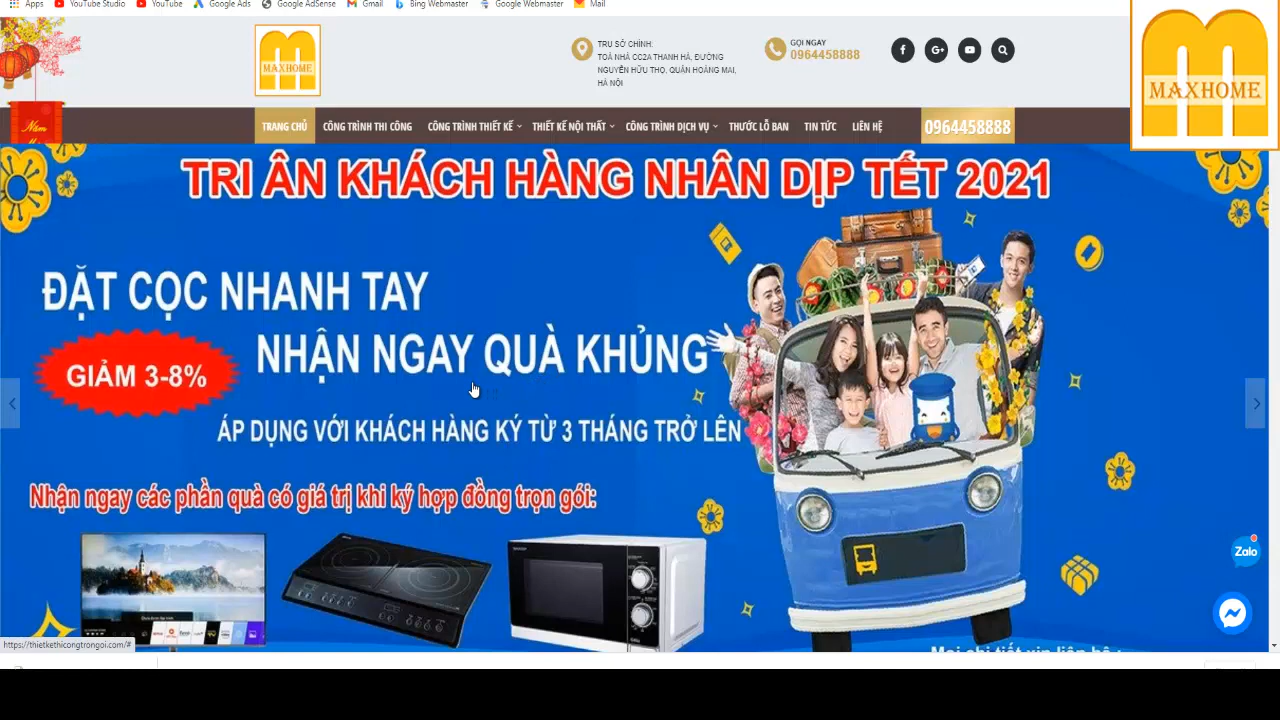 Apps YouTube Studio YouTube Google Ads Google AdSense Gmail Bing Webmaster Google Webmaster Mail
MAXHOME
TRỤ SỞ CHÍNH:
TOÀ NHÀ CC2A THANH HÀ, ĐƯỜNG
NGUYỄN HỮU THỌ, QUẬN HOÀNG MAI,
HÀ NỘI
GỌI NGAY
0964458888
MAXHOME
Năm
TRANG CHỦ CÔNG TRÌNH THI CÔNG CÔNG TRÌNH THIẾT KẾ THIẾT KẾ NỘI THẤT CÔNG TRÌNH DỊCH VỤ THƯỚC LỖ BAN TIN TỨC LIÊN HỆ 0964458888
TRI ÂN KHÁCH HÀNG NHÂN DỊP TẾT 2021
ĐẶT CỌC NHANH TAY
NHẬN NGAY QUÀ KHỦNG
GIẢM 3-8%
ÁP DỤNG VỚI KHÁCH HÀNG KÝ TỪ 3 THÁNG TRỞ LÊN
Nhận ngay các phần quà có giá trị khi ký hợp đồng trọn gói:
Zalo
https://thietkethicongtrongoi.com/#